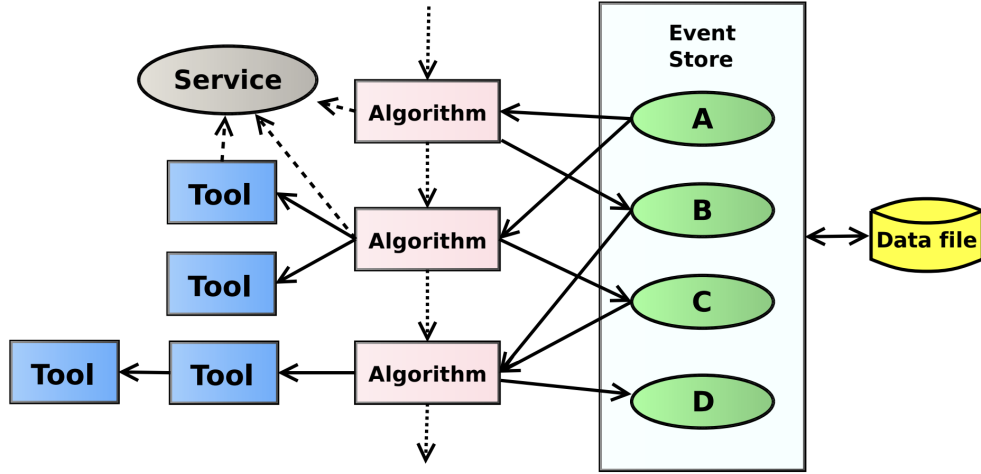 Event
Store
Service
Algorithm
A
Tool
B
Algorithm
Data file
Tool
C
Tool
Tool
Algorithm
D